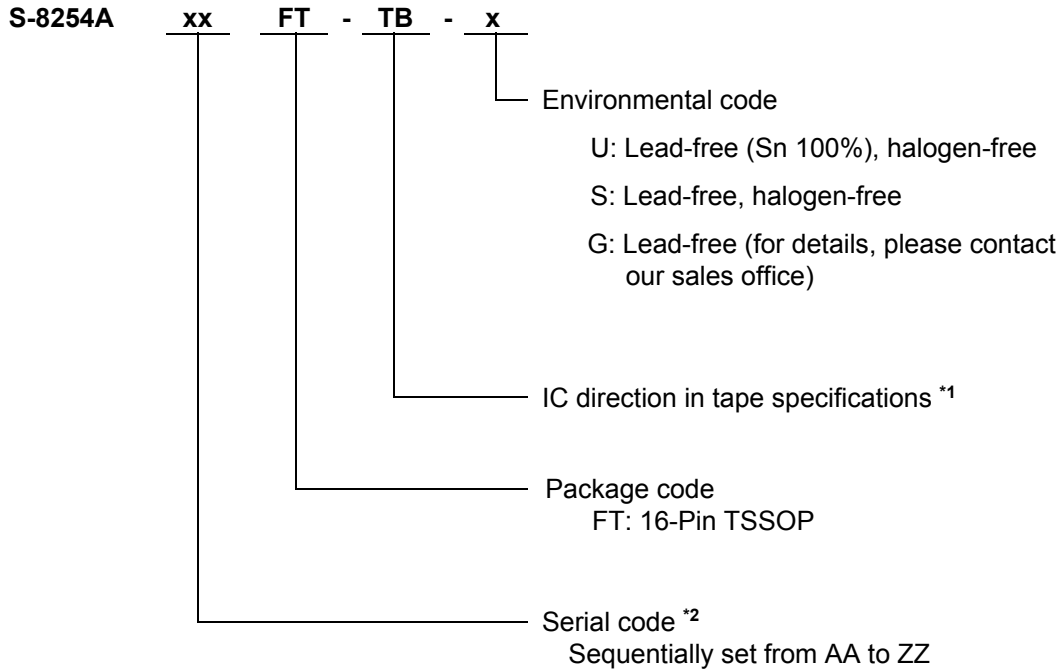 S-8254A xx FT - TB - x
Environmental code
U: Lead-free (Sn 100%), halogen-free
S: Lead-free, halogen-free
G: Lead-free (for details, please contact
our sales office)
IC direction in tape specifications *1
Package code
FT: 16-Pin TSSOP
Serial code *2
Sequentially set from AA to ZZ